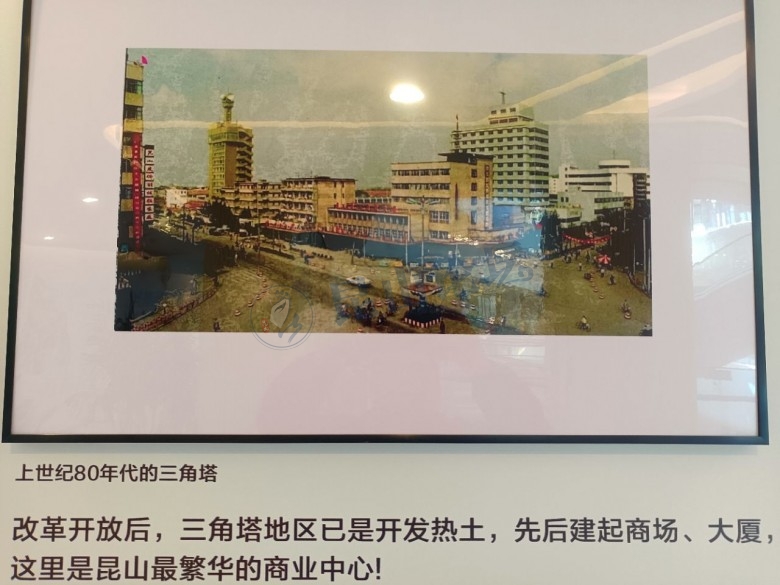 上世纪80年代的三角塔
改革开放后，三角塔地区已是开发热土，先后建起商场、大厦，
这里是昆山最繁华的商业中心！